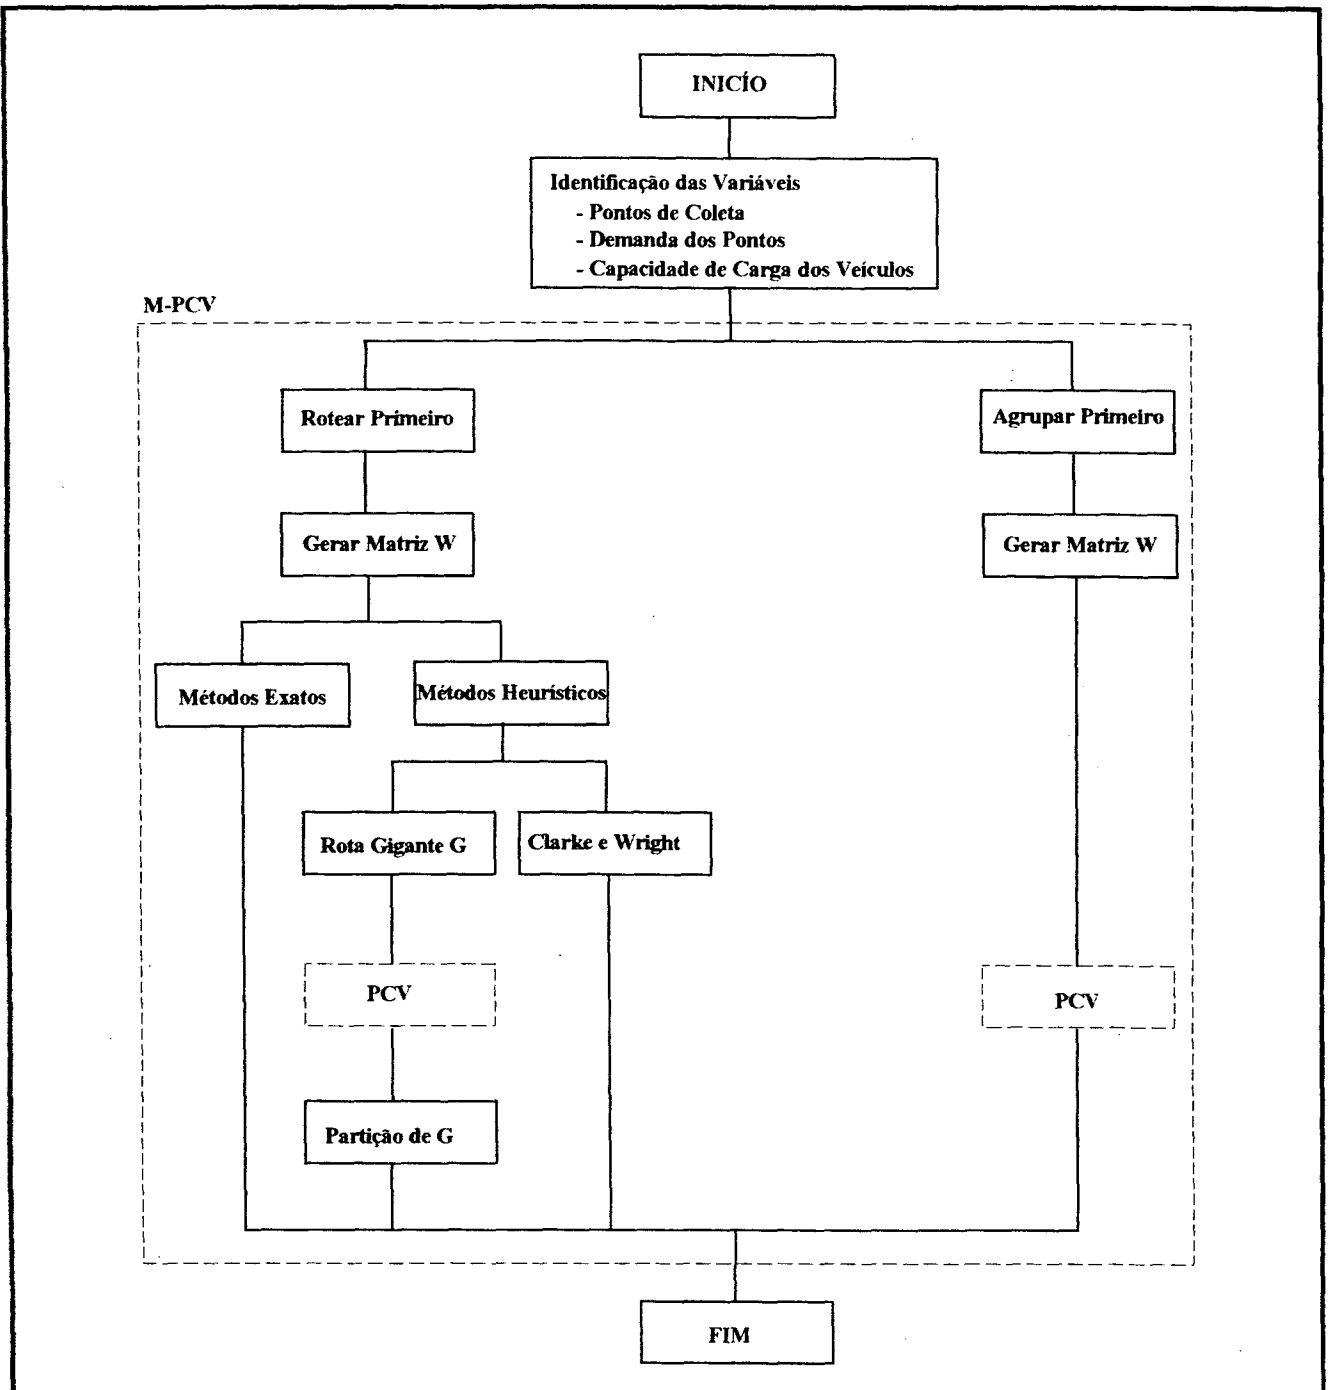 INICÍO
Identificação das Variáveis
- Pontos de Coleta
- Demanda dos Pontos
- Capacidade de Carga dos Veículos
M-PCV
Rotear Primeiro
Agrupar Primeiro
Gerar Matriz W
Gerar Matriz W
Métodos Exatos
Métodos Heurísticos
Rota Gigante G
Clarke e Wright
PCV
PCV
Partição de G
FIM